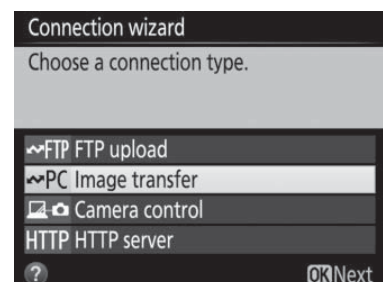 Connection wizard
Choose a connection type.
FTP FTP upload
PC Image transfer
Camera control
HTTP HTTP server
? OK Next